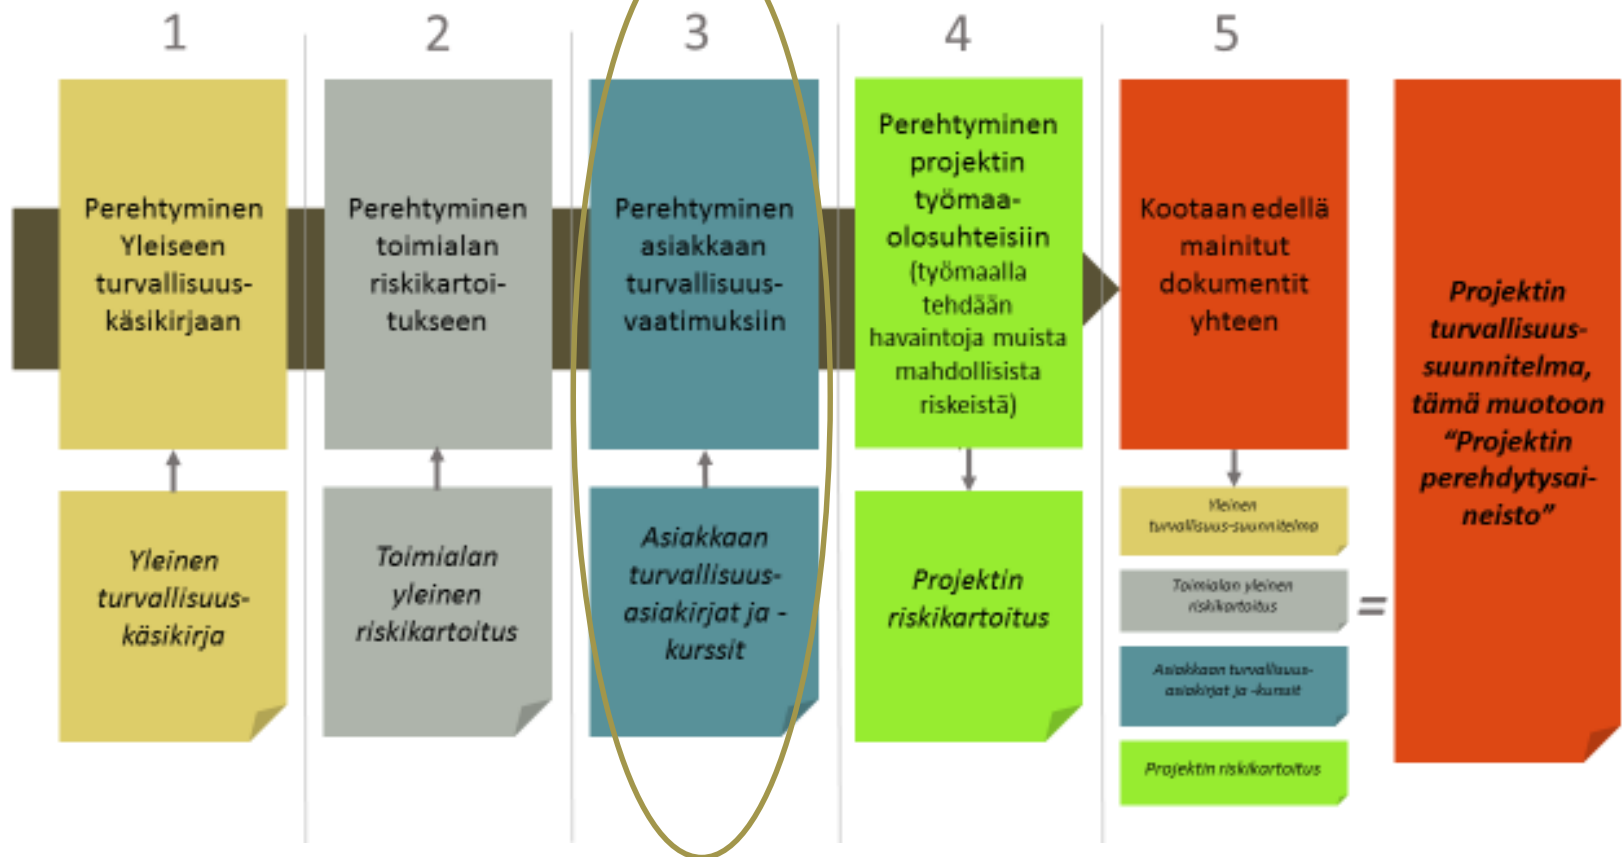 1
2
3
4
5
Perehtyminen
Yleiseen
turvallisuus-
käsikirjaan
Perehtyminen
toimialan
riskikartoi-
tukseen
Perehtyminen
asiakkaan
turvallisuus-
vaatimuksiin
Perehtyminen
projektin
työmaa-
olosuhteisiin
(työmaalla
tehdään
havaintoja muista
mahdollisista
riskeistä)
Kootaan edellä
mainitut
dokumentit
yhteen
Projektin
turvallisuus-
suunnitelma,
tämä muotoon
“Projektin
perehdytysai-
neisto”
Yleinen
turvallisuus-
käsikirja
Toimialan
yleinen
riskikartoitus
Asiakkaan
turvallisuus-
asiakirjat ja -
kurssit
Projektin
riskikartoitus
Yleinen
turvallisuus-suunnitelma
Toimialan yleinen
riskikartoitus
Asiakkaan turvallisuus-
asiakirjat ja -kurssit
Projektin riskikartoitus
=